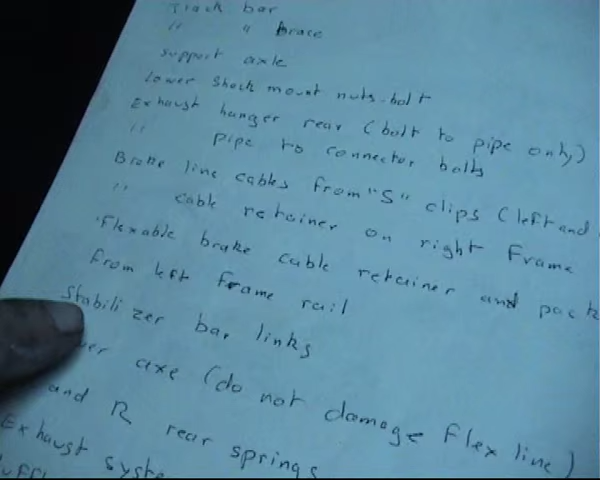 Track bar
" " brace
support axle
Lower shock mount nuts-bolt
Exhaust hanger rear (bolt to pipe only)
" pipe to connector bolts
Brake line cables from "S" clips (left and
" cable retainer on right frame
Flexable brake cable retainer and
from left frame rail
Stabilizer bar links
axe (do not damage flex line)
and R rear springs
Exhaust